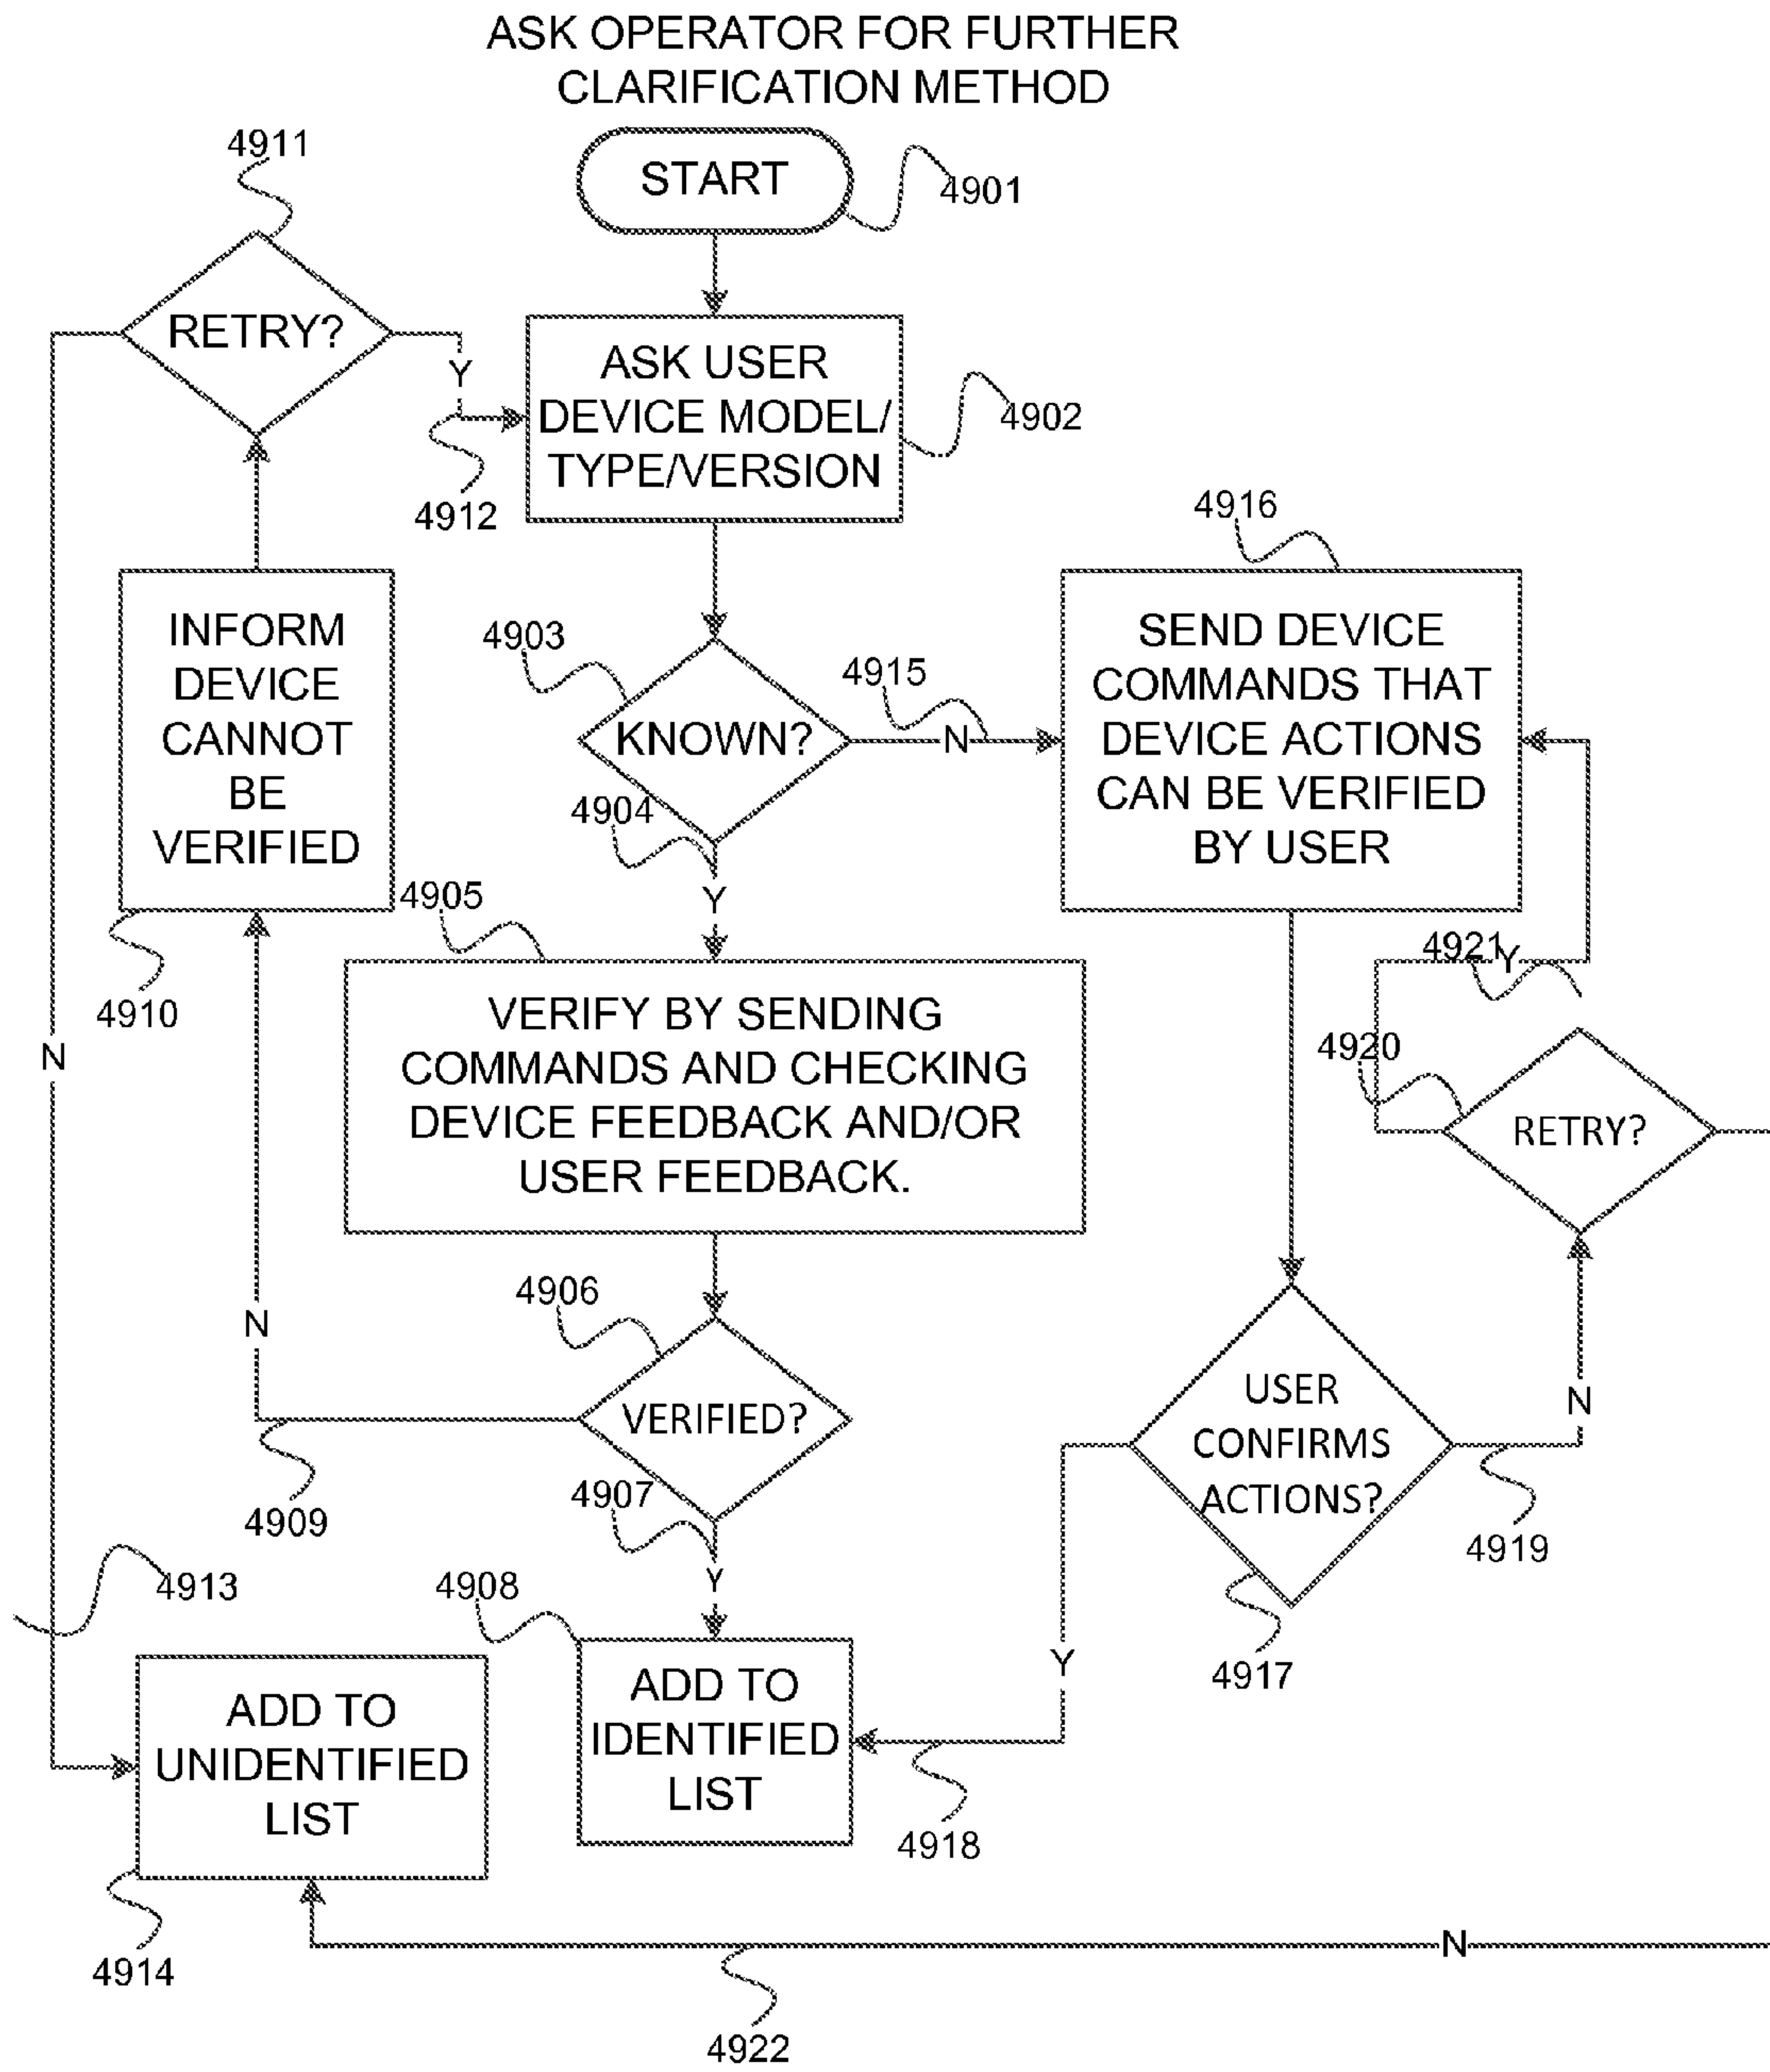 ASK OPERATOR FOR FURTHER
CLARIFICATION METHOD
4911
START
4901
RETRY?
Y
ASK USER
DEVICE MODEL/
TYPE/VERSION
4902
4912
4916
INFORM
DEVICE
CANNOT
BE
VERIFIED
4903
KNOWN?
4915
N
SEND DEVICE
COMMANDS THAT
DEVICE ACTIONS
CAN BE VERIFIED
BY USER
4904
Y
4905
4910
N
VERIFY BY SENDING
COMMANDS AND CHECKING
DEVICE FEEDBACK AND/OR
USER FEEDBACK.
4921
Y
4920
RETRY?
4906
N
VERIFIED?
USER
CONFIRMS
ACTIONS?
N
4909
4907
Y
4919
4913
4908
4917
Y
ADD TO
UNIDENTIFIED
LIST
ADD TO
IDENTIFIED
LIST
4918
4914
N
4922